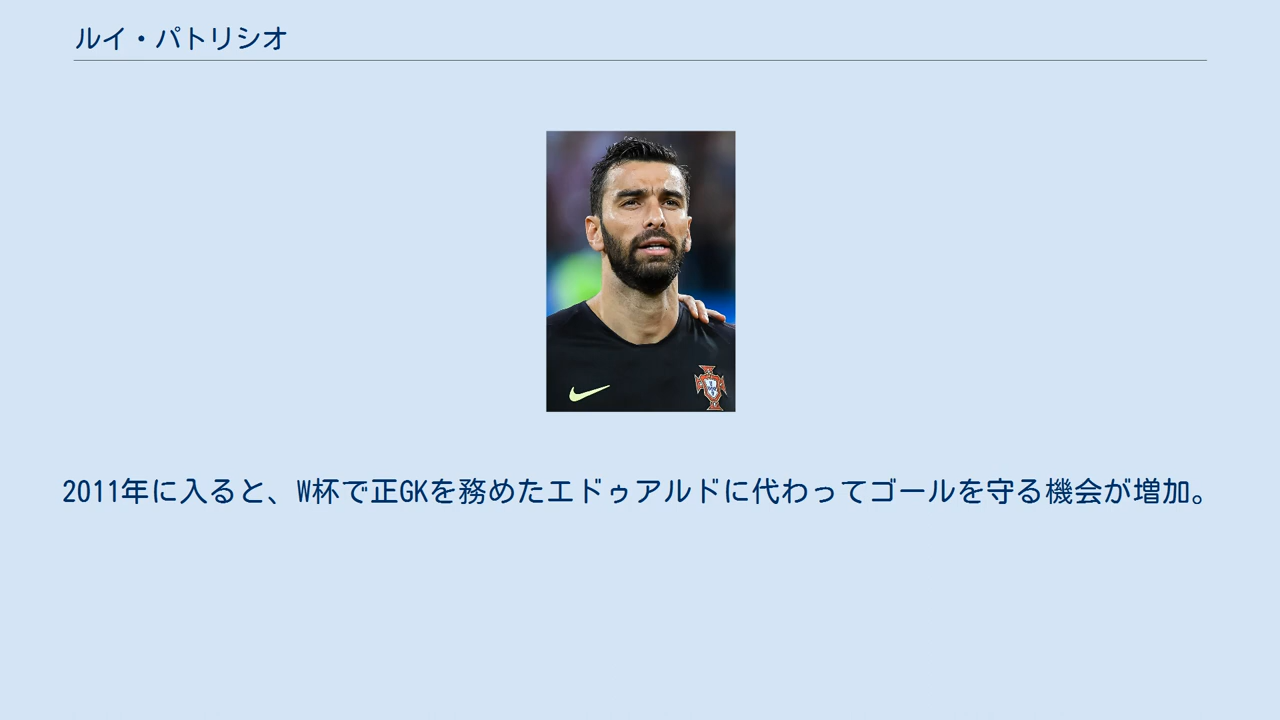 ルイ・パトリシオ
2011年に入ると、W杯で正GKを務めたエドゥアルドに代わってゴールを守る機会が増加。